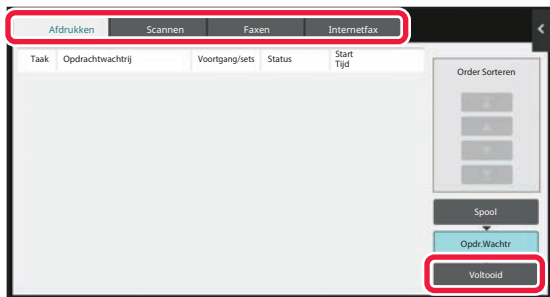 Afdrukken Scannen Faxen Internetfax
Taak Opdrachtwachtrij Voortgang/sets Status Start
Tijd
Order Sorteren
Spool
Opdr.Wachtr
Voltooid